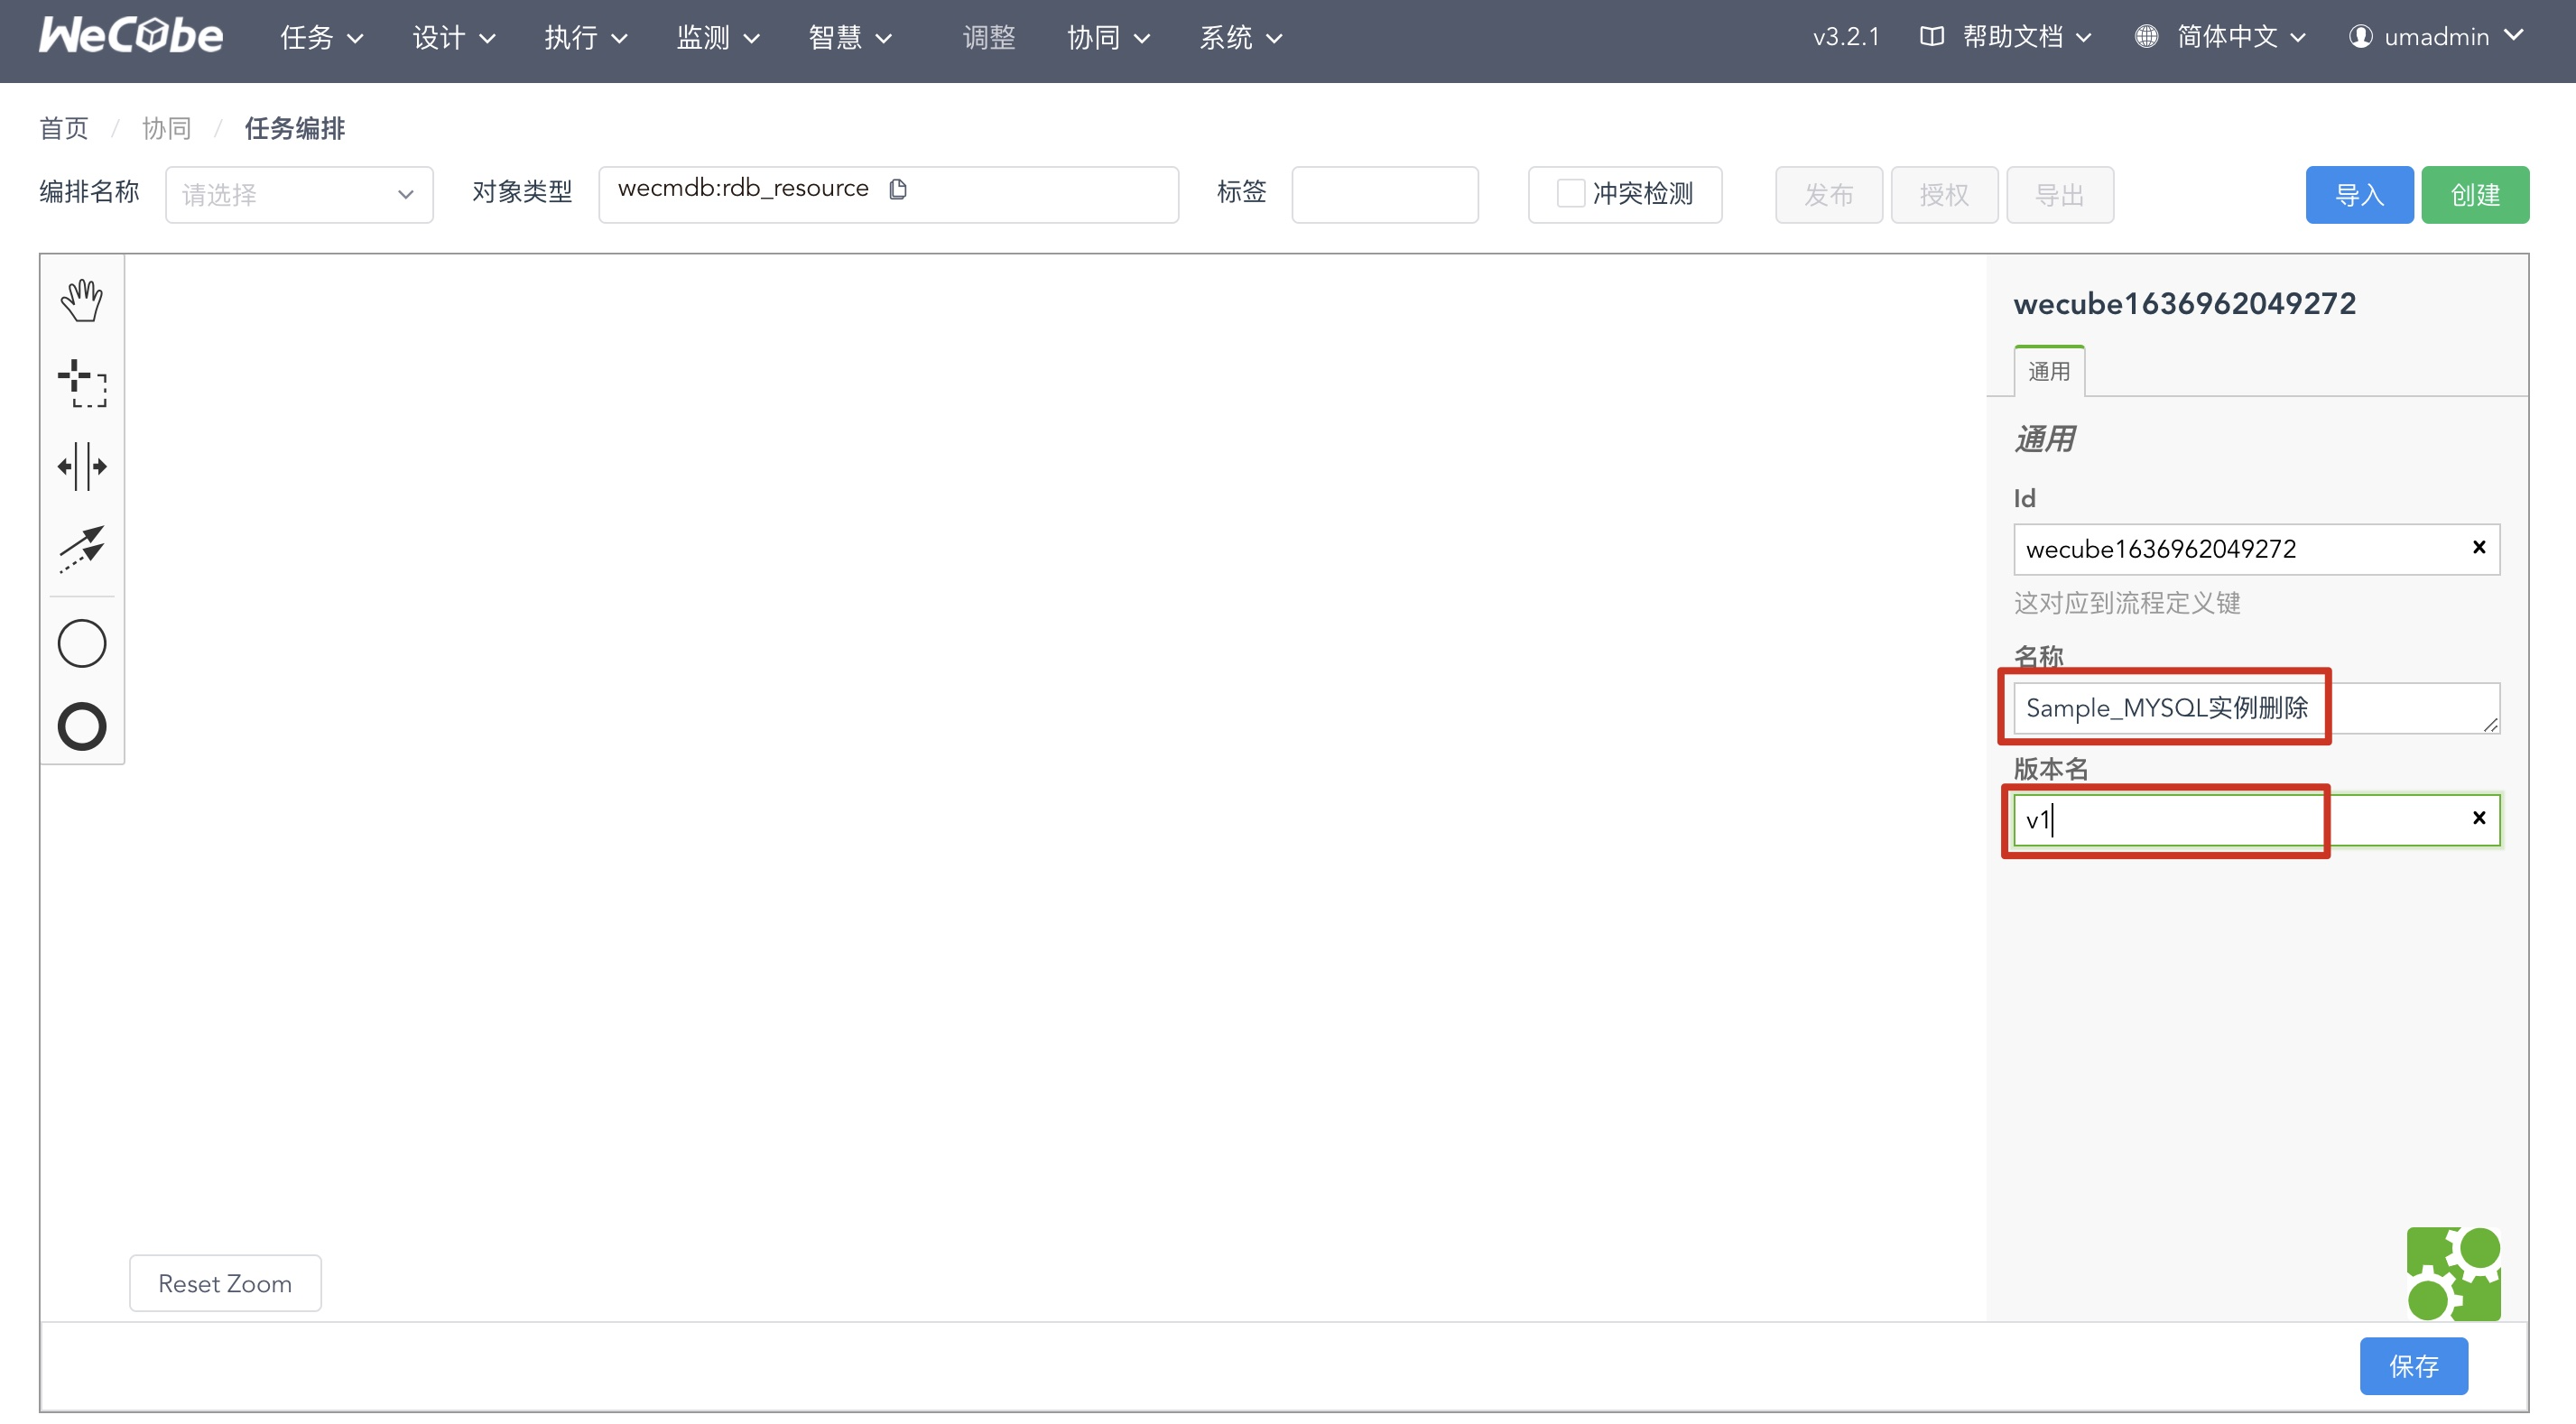 WeCube 任务 设计 执行 监测 智慧 调整 协同 系统 v3.2.1 帮助文档 简体中文 umadmin
首页 / 协同 / 任务编排
编排名称 请选择 对象类型 wecmdb:rdb_resource 标签 冲突检测 发布 授权 导出 导入 创建
wecube1636962049272
通用
通用
Id
wecube1636962049272
这对应到流程定义键
名称
Sample_MYSQL实例删除
版本名
v1
Reset Zoom
保存